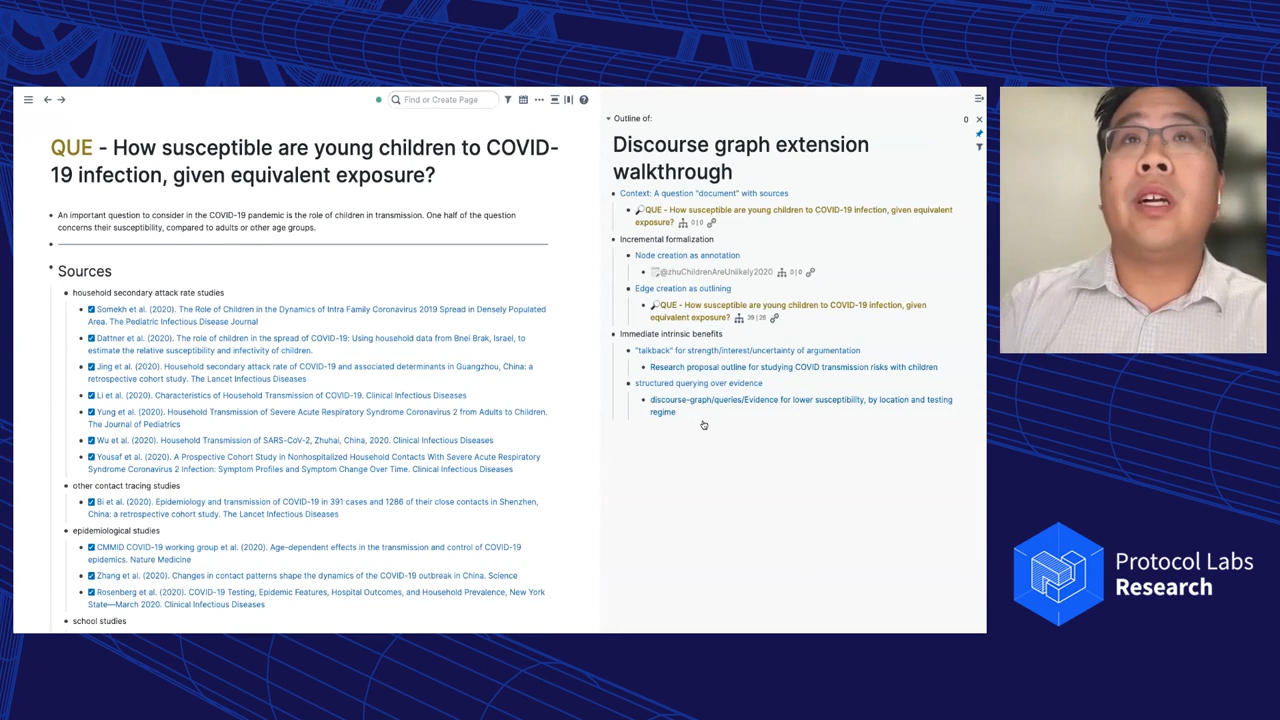 Find or Create Page
QUE - How susceptible are young children to COVID-
19 infection, given equivalent exposure?
An important question to consider in the COVID-19 pandemic is the role of children in transmission. One half of the question
concerns their susceptibility, compared to adults or other age groups.
Sources
household secondary attack rate studies
Somekh et al. (2020). The Role of Children in the Dynamics of Intra Family Coronavirus 2019 Spread in Densely Populated
Area. The Pediatric Infectious Disease Journal
Dattner et al. (2020). The role of children in the spread of COVID-19: Using household data from Bnei Brak, Israel, to
estimate the relative susceptibility and infectivity of children.
Jing et al. (2020). Household secondary attack rate of COVID-19 and associated determinants in Guangzhou, China: a
retrospective cohort study. The Lancet Infectious Diseases
Li et al. (2020). Characteristics of Household Transmission of COVID-19. Clinical Infectious Diseases
Yung et al. (2020). Household Transmission of Severe Acute Respiratory Syndrome Coronavirus 2 from Adults to Children.
The Journal of Pediatrics
Wu et al. (2020). Household Transmission of SARS-CoV-2, Zhuhai, China, 2020. Clinical Infectious Diseases
Yousaf et al. (2020). A Prospective Cohort Study in Nonhospitalized Household Contacts With Severe Acute Respiratory
Syndrome Coronavirus 2 Infection: Symptom Profiles and Symptom Change Over Time. Clinical Infectious Diseases
other contact tracing studies
Bi et al. (2020). Epidemiology and transmission of COVID-19 in 391 cases and 1286 of their close contacts in Shenzhen,
China: a retrospective cohort study. The Lancet Infectious Diseases
epidemiological studies
CMMID COVID-19 working group et al. (2020). Age-dependent effects in the transmission and control of COVID-19
epidemics. Nature Medicine
Zhang et al. (2020). Changes in contact patterns shape the dynamics of the COVID-19 outbreak in China. Science
Rosenberg et al. (2020). COVID-19 Testing, Epidemic Features, Hospital Outcomes, and Household Prevalence, New York
State—March 2020. Clinical Infectious Diseases
school studies
Outline of:
0
Discourse graph extension
walkthrough
Context: A question "document" with sources
QUE - How susceptible are young children to COVID-19 infection, given equivalent
exposure? 0|0
Incremental formalization
Node creation as annotation
@zhuChildrenAreUnlikely2020 0|0
Edge creation as outlining
QUE - How susceptible are young children to COVID-19 infection, given equivalent
exposure? 39|26
Immediate intrinsic benefits
"talkback" for strength/interest/uncertainty of argumentation
Research proposal outline for studying COVID transmission risks with children
structured querying over evidence
discourse-graph/queries/Evidence for lower susceptibility, by location and testing
regime
Protocol Labs
Research